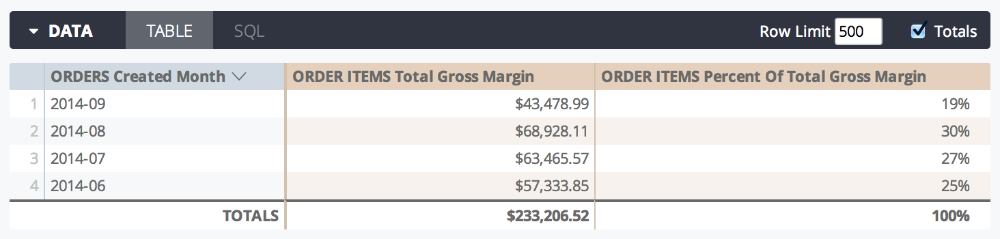 DATA TABLE SQL Row Limit 500 Totals
ORDERS Created Month ORDER ITEMS Total Gross Margin ORDER ITEMS Percent Of Total Gross Margin
1 2014-09 $43,478.99 19%
2 2014-08 $68,928.11 30%
3 2014-07 $63,465.57 27%
4 2014-06 $57,333.85 25%
TOTALS $233,206.52 100%